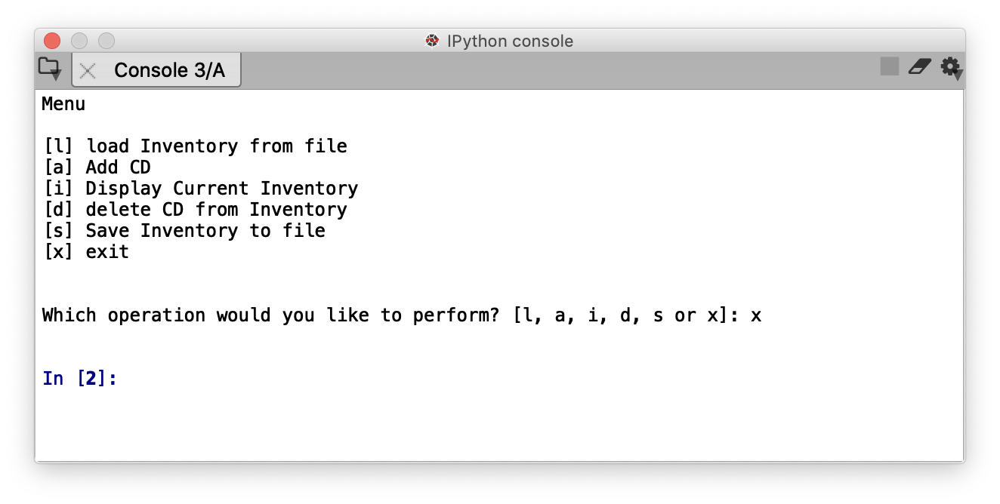 IPython console
Console 3/A
Menu
[l] load Inventory from file
[a] Add CD
[i] Display Current Inventory
[d] delete CD from Inventory
[s] Save Inventory to file
[x] exit
Which operation would you like to perform? [l, a, i, d, s or x]: x
In [2]: